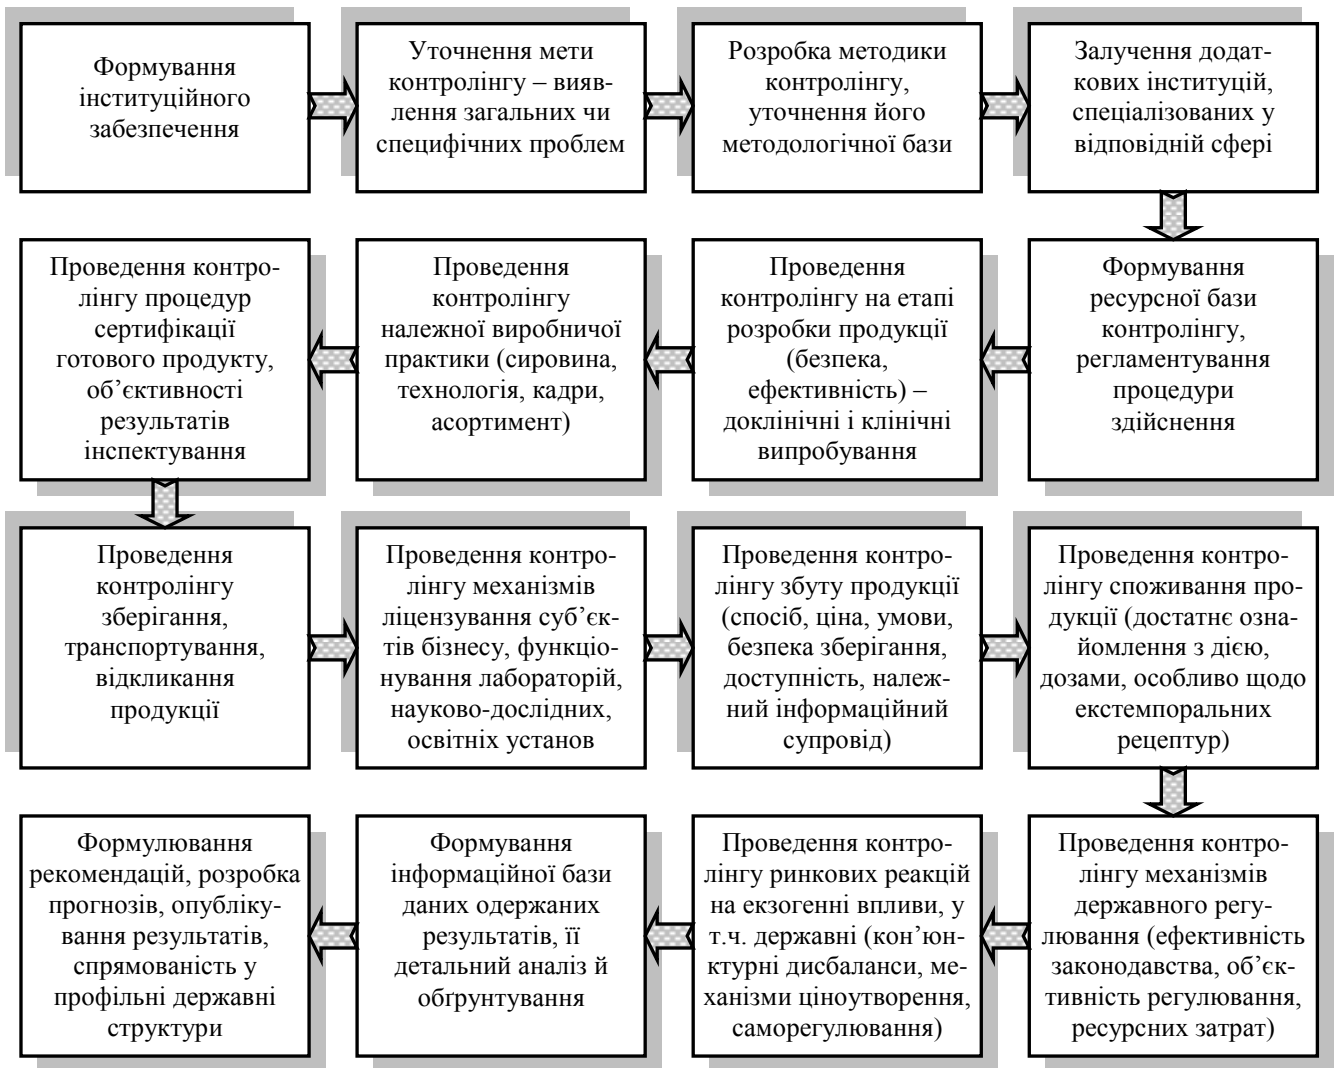 Формування
інституційного
забезпечення
Уточнення мети
контролінгу – вияв-
лення загальних чи
специфічних проблем
Розробка методики
контролінгу,
уточнення його
методологічної бази
Залучення додат-
кових інституцій,
спеціалізованих у
відповідній сфері
Формування
ресурсної бази
контролінгу,
регламентування
процедури
здійснення
Проведення
контролінгу на етапі
розробки продукції
(безпека,
ефективність) –
доклінічні і клінічні
випробування
Проведення
контролінгу
належної виробничої
практики (сировина,
технологія, кадри,
асортимент)
Проведення контро-
лінгу процедур
сертифікації
готового продукту,
об’єктивності
результатів
інспектування
Проведення
контролінгу
зберігання,
транспортування,
відкликання
продукції
Проведення контро-
лінгу механізмів
ліцензування суб’єк-
тів бізнесу, функціо-
нування лабораторій,
науково-дослідних,
освітніх установ
Проведення контро-
лінгу збуту продукції
(спосіб, ціна, умови,
безпека зберігання,
доступність, належ-
ний інформаційний
супровід)
Проведення контро-
лінгу споживання про-
дукції (достатнє озна-
йомлення з дією,
дозами, особливо щодо
екстемпоральних
рецептур)
Проведення контро-
лінгу механізмів
державного регу-
лювання (ефективність
законодавства, об’єк-
тивність регулювання,
ресурсних затрат)
Проведення контро-
лінгу ринкових реакцій
на екзогенні впливи, у
т.ч. державні (кон’юн-
ктурні дисбаланси, ме-
ханізми ціноутворення,
саморегулювання)
Формування
інформаційної бази
даних одержаних
результатів, її
детальний аналіз й
обґрунтування
Формулювання
рекомендацій, розробка
прогнозів, опубліку-
вання результатів,
спрямованість у
профільні державні
структури